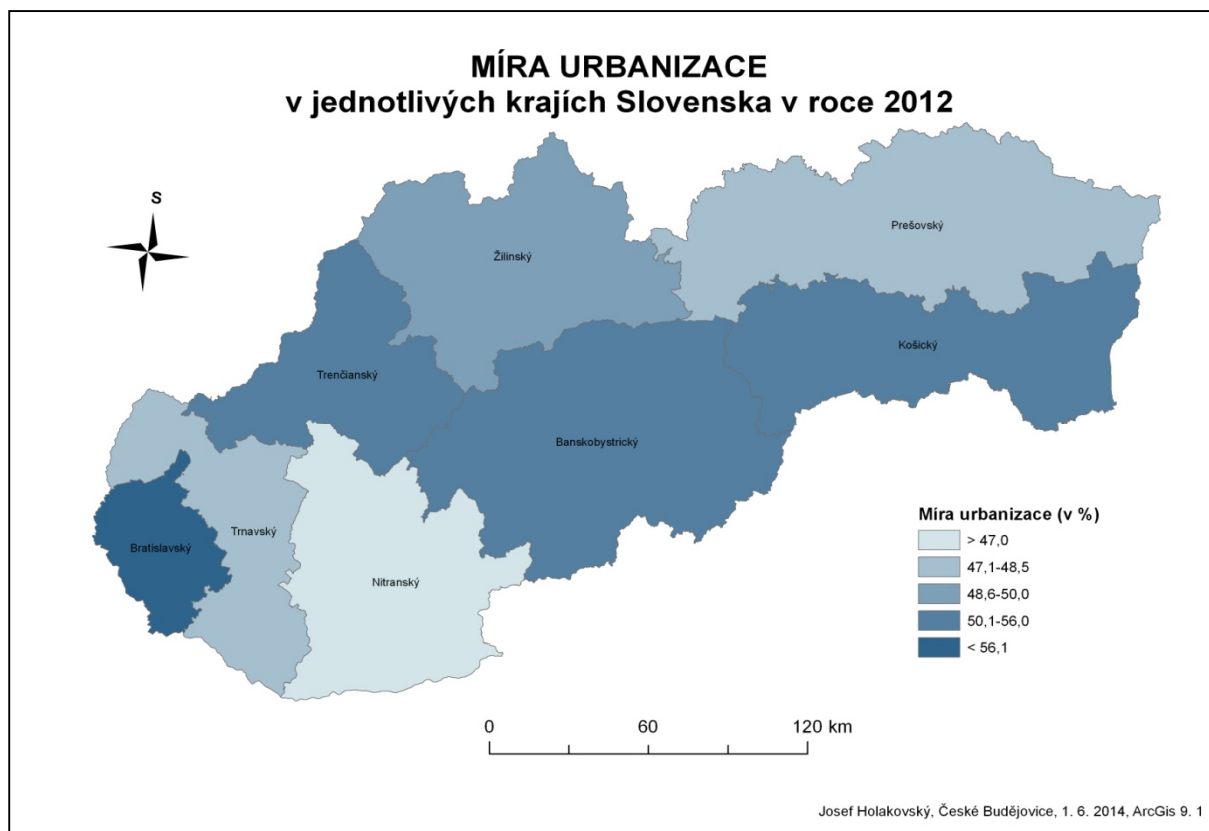 MÍRA URBANIZACE
v jednotlivých krajích Slovenska v roce 2012
S
Prešovský
Žilinský
Košický
Trenčianský
Banskobystrický
Trnavský
Bratislavský
Nitranský
Míra urbanizace (v %)
> 47,0
47,1-48,5
48,6-50,0
50,1-56,0
< 56,1
0 60 120 km
Josef Holakovský, České Budějovice, 1. 6. 2014, ArcGis 9. 1